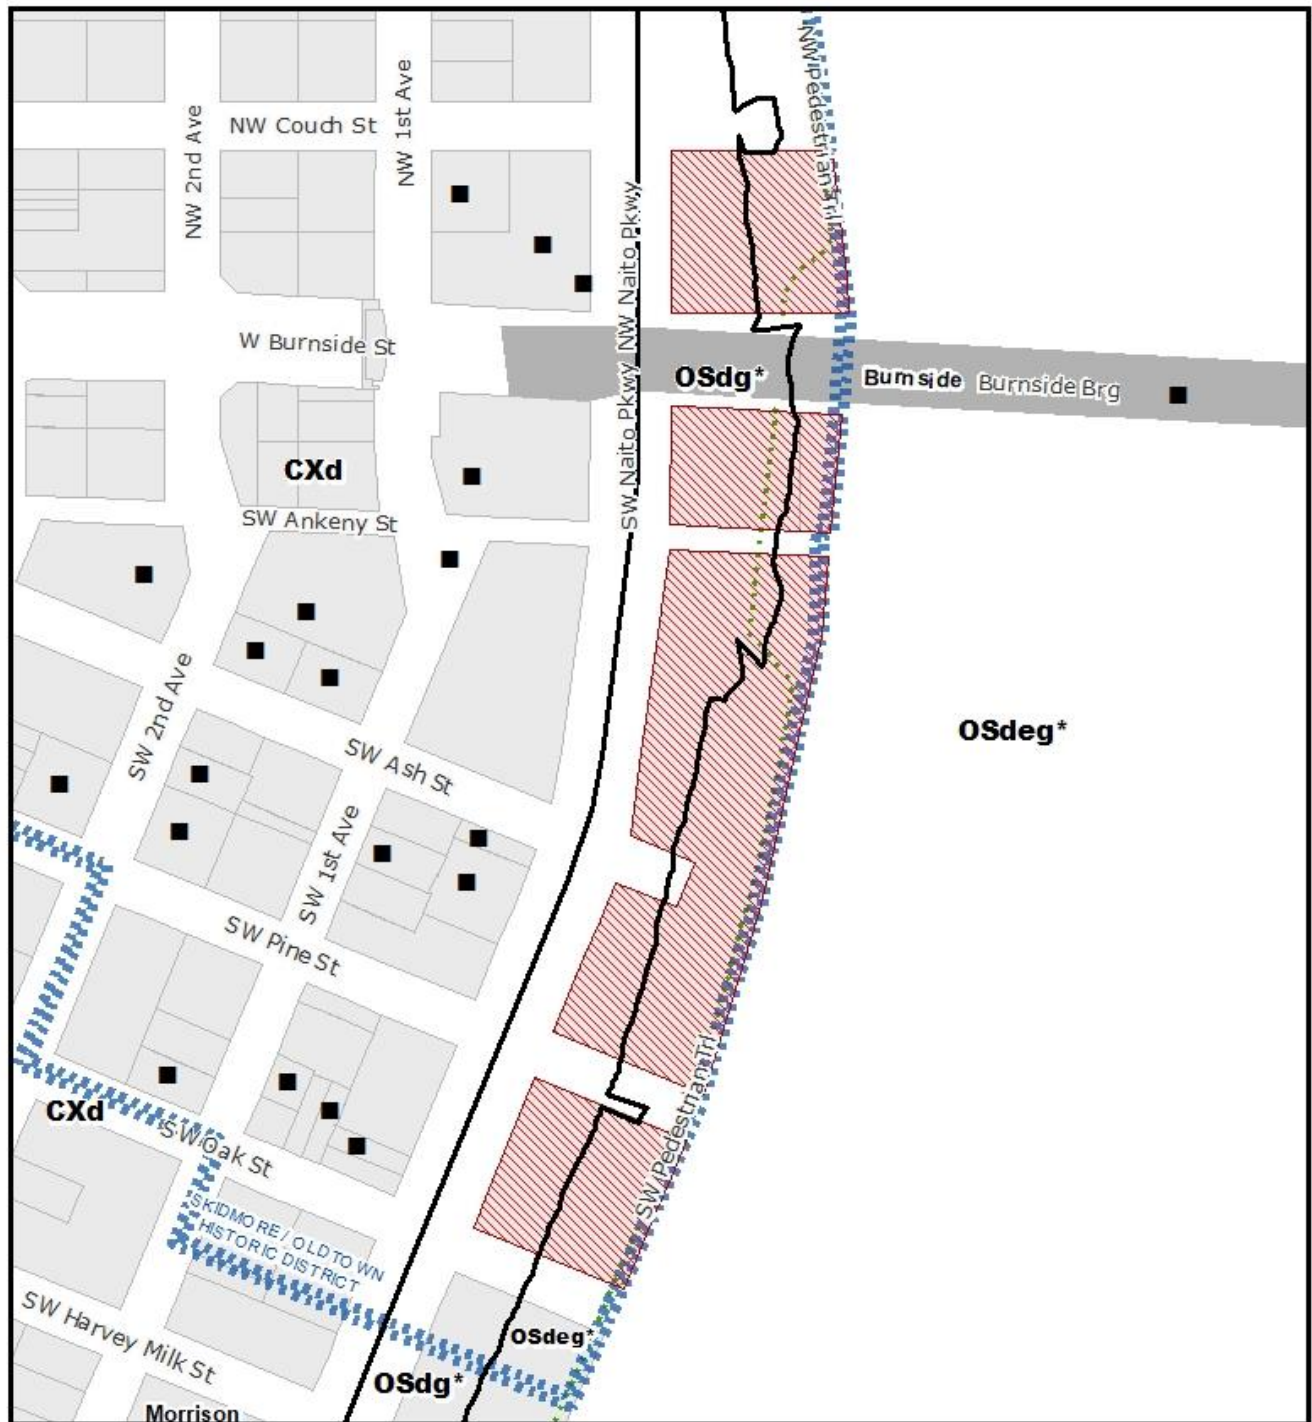 NW Pedestrian Trl
NW Couch St
NW 1st Ave
NW 2nd Ave
NW Naito Pkwy
W Burnside St
OSdg*
Burnside
Burnside Brg
SW Naito Pkwy
CXd
SW Ankeny St
OSdeg*
SW 2nd Ave
SW Ash St
SW 1st Ave
SW Pine St
CXd
SW Oak St
SW Pedestrian Trl
SKIDMORE / OLD TOWN
HISTORIC DISTRICT
SW Harvey Milk St
OSdeg*
OSdg*
Morrison